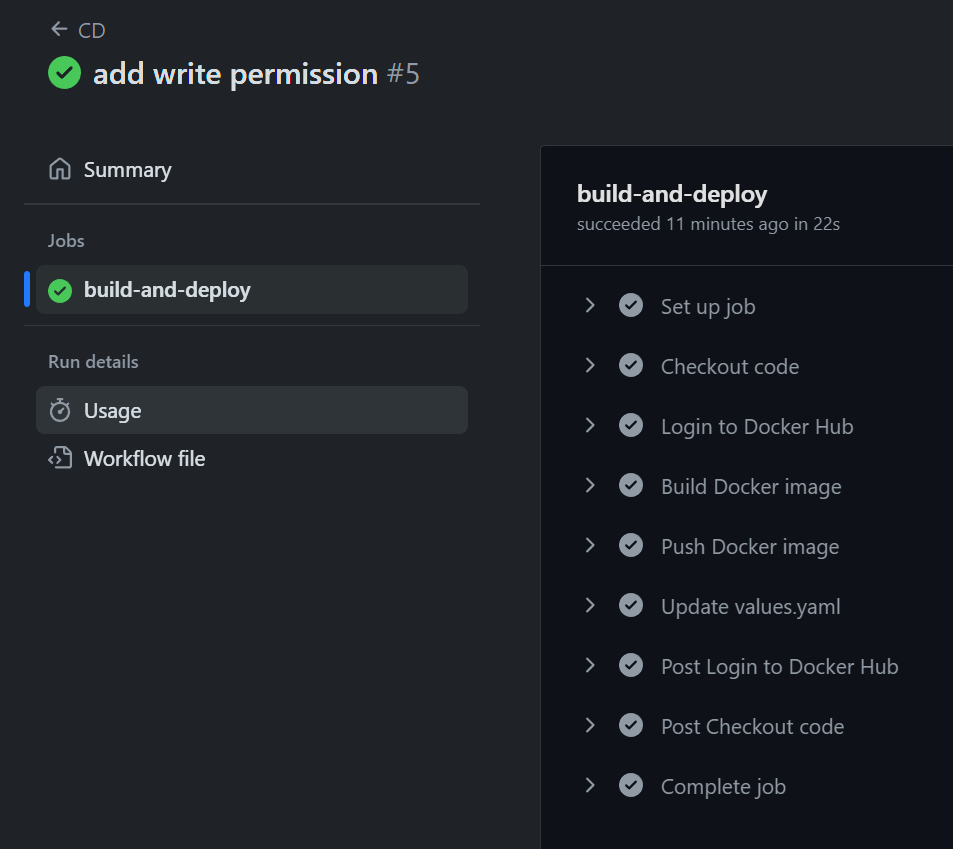 CD
add write permission #5
Summary
Jobs
build-and-deploy
Run details
Usage
Workflow file
build-and-deploy
succeeded 11 minutes ago in 22s
Set up job
Checkout code
Login to Docker Hub
Build Docker image
Push Docker image
Update values.yaml
Post Login to Docker Hub
Post Checkout code
Complete job